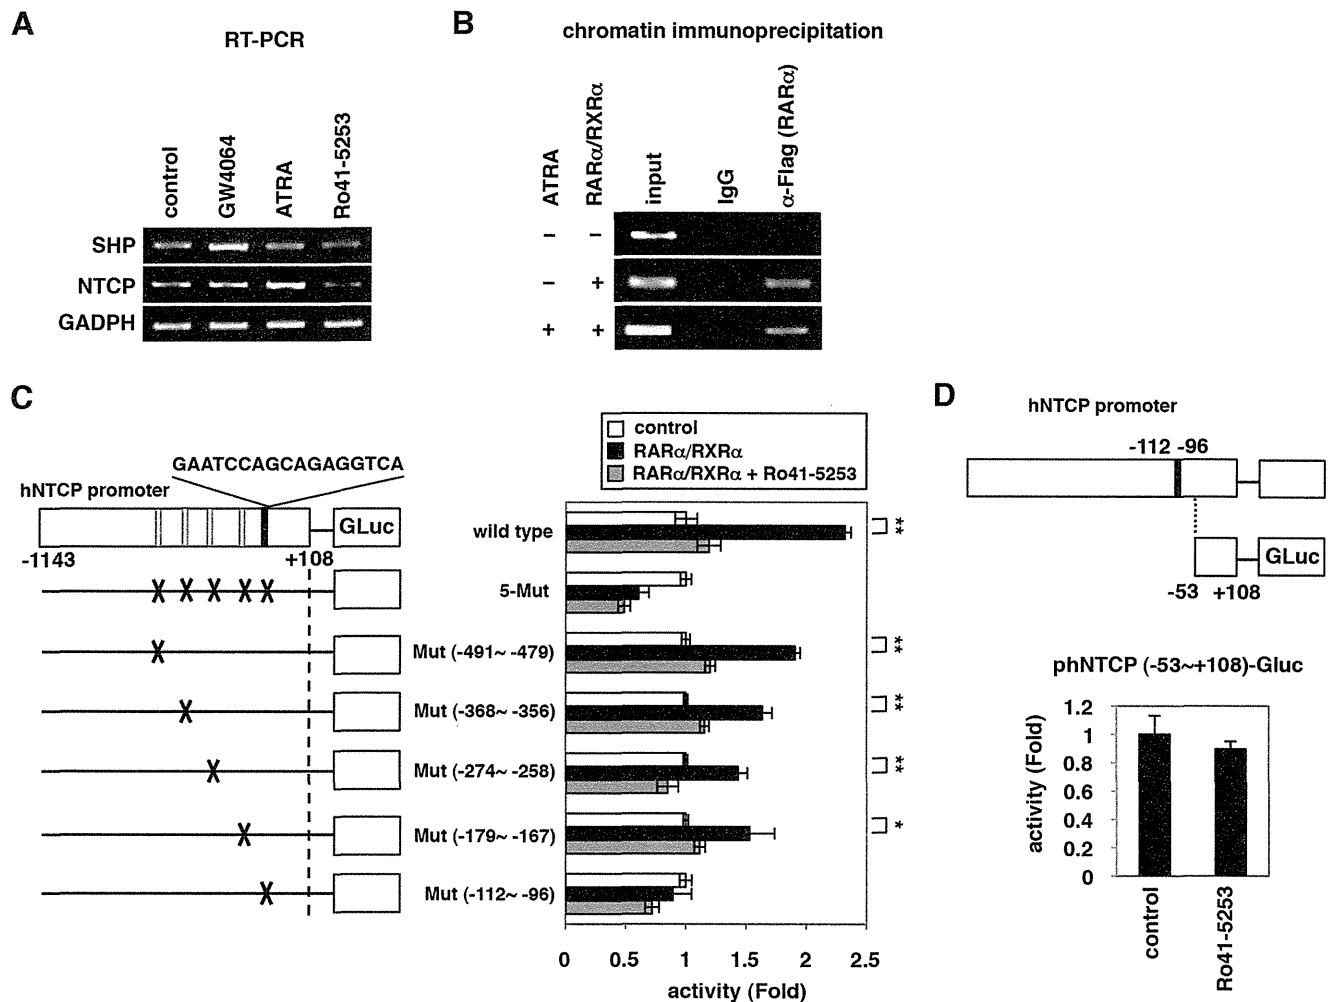 A
RT-PCR
control
GW4064
ATRA
Ro41-5253
SHP
NTCP
GADPH
B
chromatin immunoprecipitation
ATRA
RARα/RXRα
input
IgG
α-Flag (RARα)
− −
− +
+ +
C
GAATCCAGCAGAGGTCA
hNTCP promoter
GLuc
-1143
+108
X X X X X
X
X
X
X
X
control
RARα/RXRα
RARα/RXRα + Ro41-5253
wild type
**
5-Mut
Mut (-491~ -479)
**
Mut (-368~ -356)
**
Mut (-274~ -258)
**
Mut (-179~ -167)
*
Mut (-112~ -96)
0 0.5 1 1.5 2 2.5
activity (Fold)
D
hNTCP promoter
-112 -96
GLuc
-53 +108
phNTCP (-53~+108)-Gluc
activity (Fold)
1.2
1
0.8
0.6
0.4
0.2
0
control
Ro41-5253